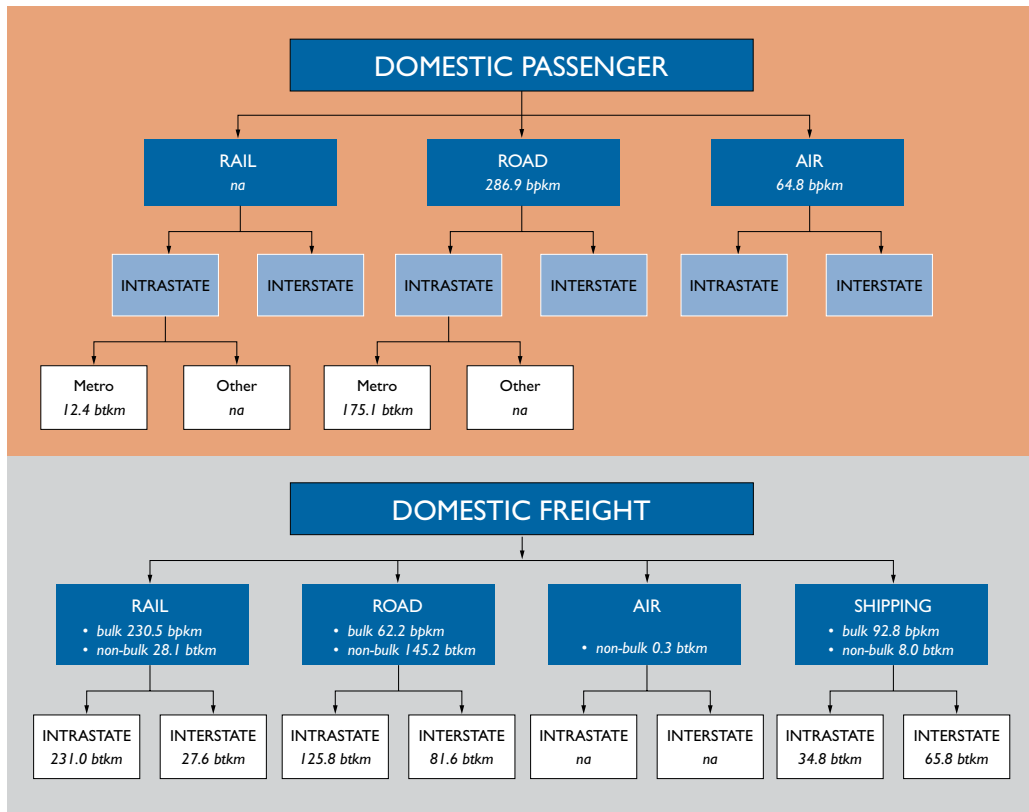 DOMESTIC PASSENGER
RAIL
na
ROAD
286.9 bpkm
AIR
64.8 bpkm
INTRASTATE
INTERSTATE
INTRASTATE
INTERSTATE
INTRASTATE
INTERSTATE
Metro
12.4 btkm
Other
na
Metro
175.1 btkm
Other
na
DOMESTIC FREIGHT
RAIL
• bulk 230.5 bpkm
• non-bulk 28.1 btkm
ROAD
• bulk 62.2 bpkm
• non-bulk 145.2 btkm
AIR
• non-bulk 0.3 btkm
SHIPPING
• bulk 92.8 bpkm
• non-bulk 8.0 btkm
INTRASTATE
231.0 btkm
INTERSTATE
27.6 btkm
INTRASTATE
125.8 btkm
INTERSTATE
81.6 btkm
INTRASTATE
na
INTERSTATE
na
INTRASTATE
34.8 btkm
INTERSTATE
65.8 btkm